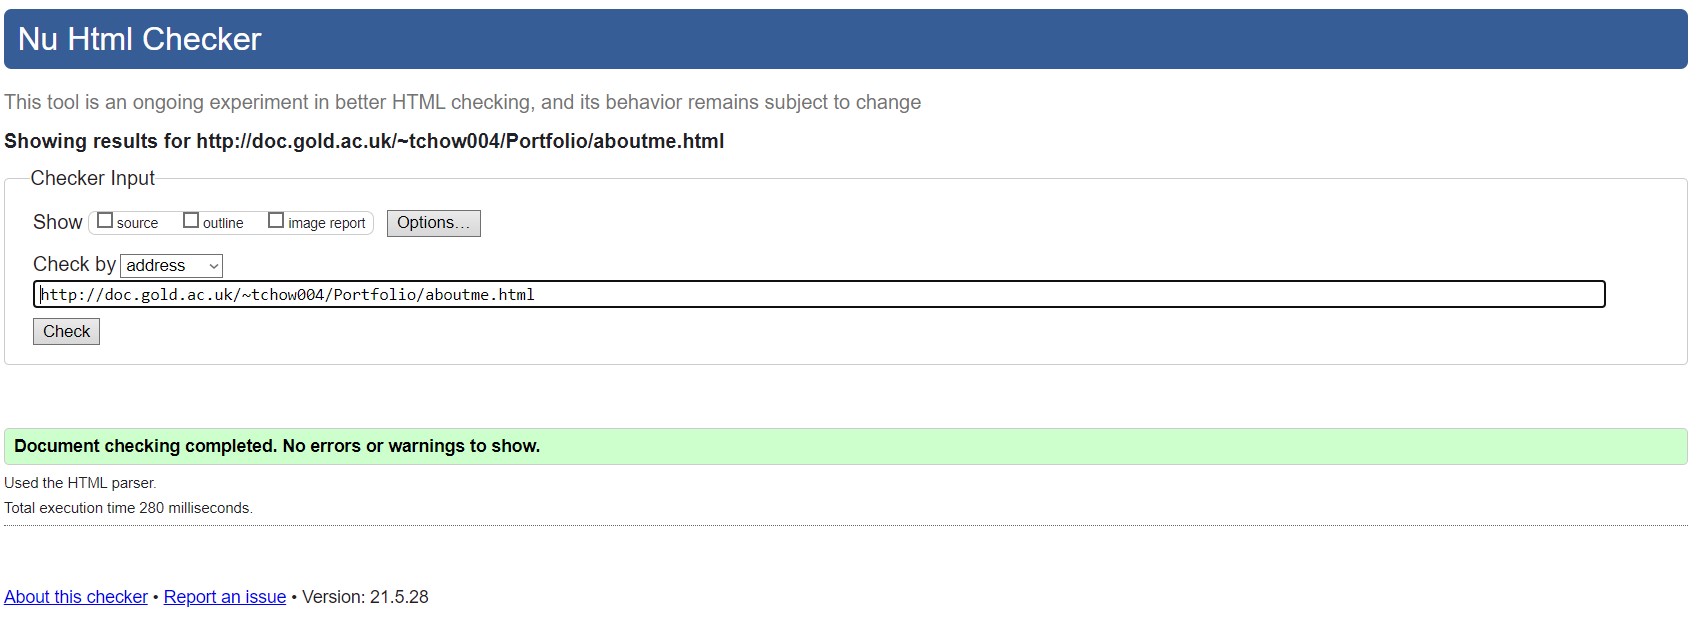 Nu Html Checker
This tool is an ongoing experiment in better HTML checking, and its behavior remains subject to change
Showing results for http://doc.gold.ac.uk/~tchow004/Portfolio/aboutme.html
Checker Input
Show source outline image report Options...
Check by address
http://doc.gold.ac.uk/~tchow004/Portfolio/aboutme.html
Check
Document checking completed. No errors or warnings to show.
Used the HTML parser.
Total execution time 280 milliseconds.
About this checker • Report an issue • Version: 21.5.28